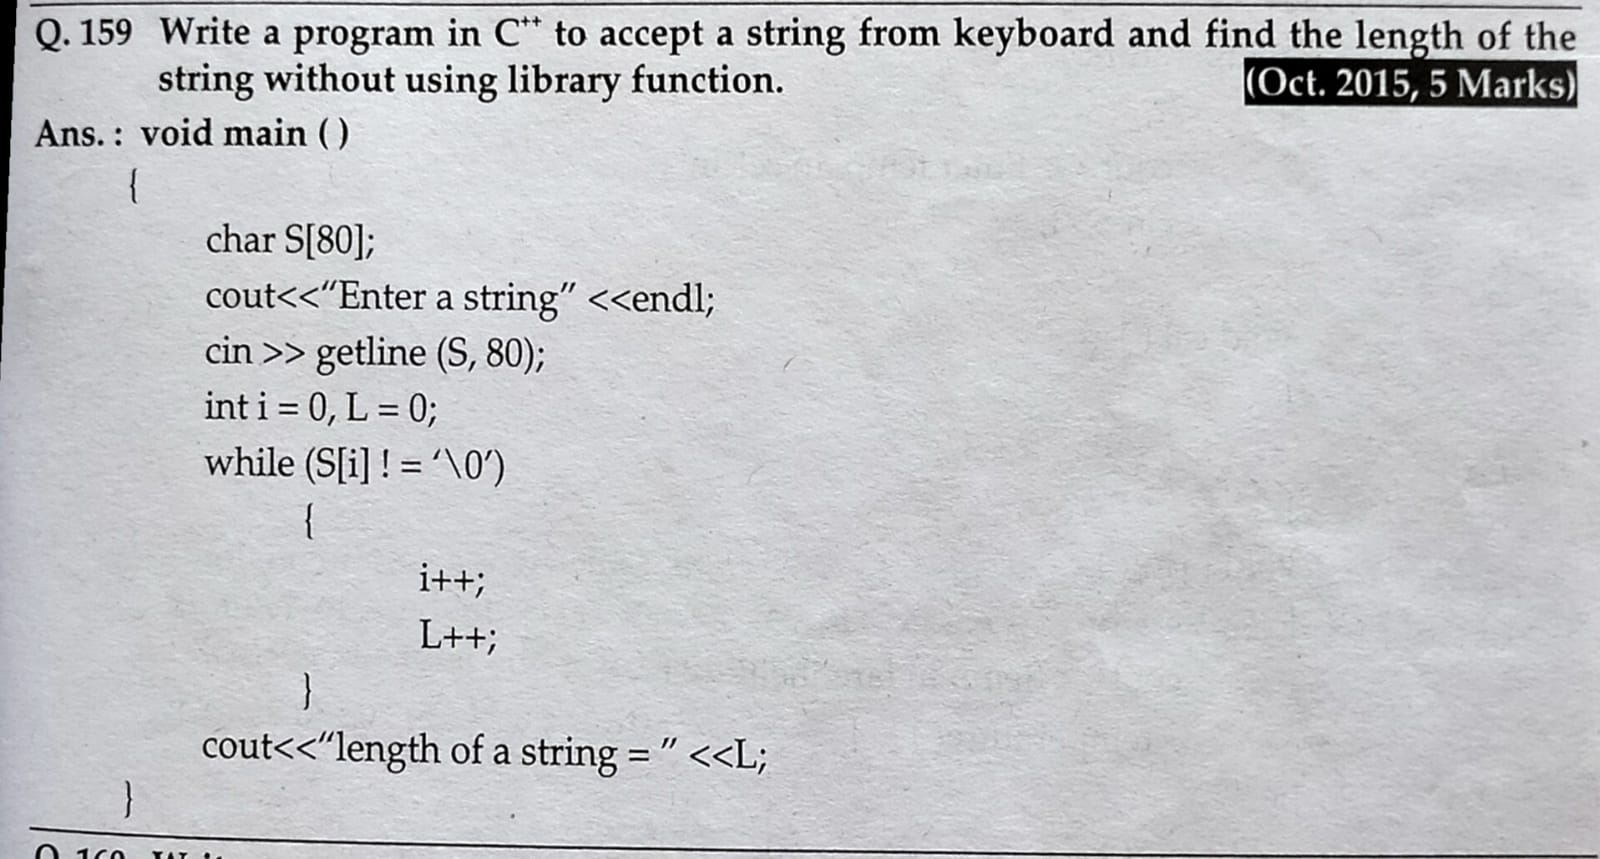 Q. 159 Write a program in C++ to accept a string from keyboard and find the length of the
string without using library function. (Oct. 2015, 5 Marks)
Ans. : void main ( )
{
char S[80];
cout<<“Enter a string” <<endl;
cin >> getline (S, 80);
int i = 0, L = 0;
while (S[i] ! = ‘\0’)
{
i++;
L++;
}
cout<<“length of a string = ” <<L;
}